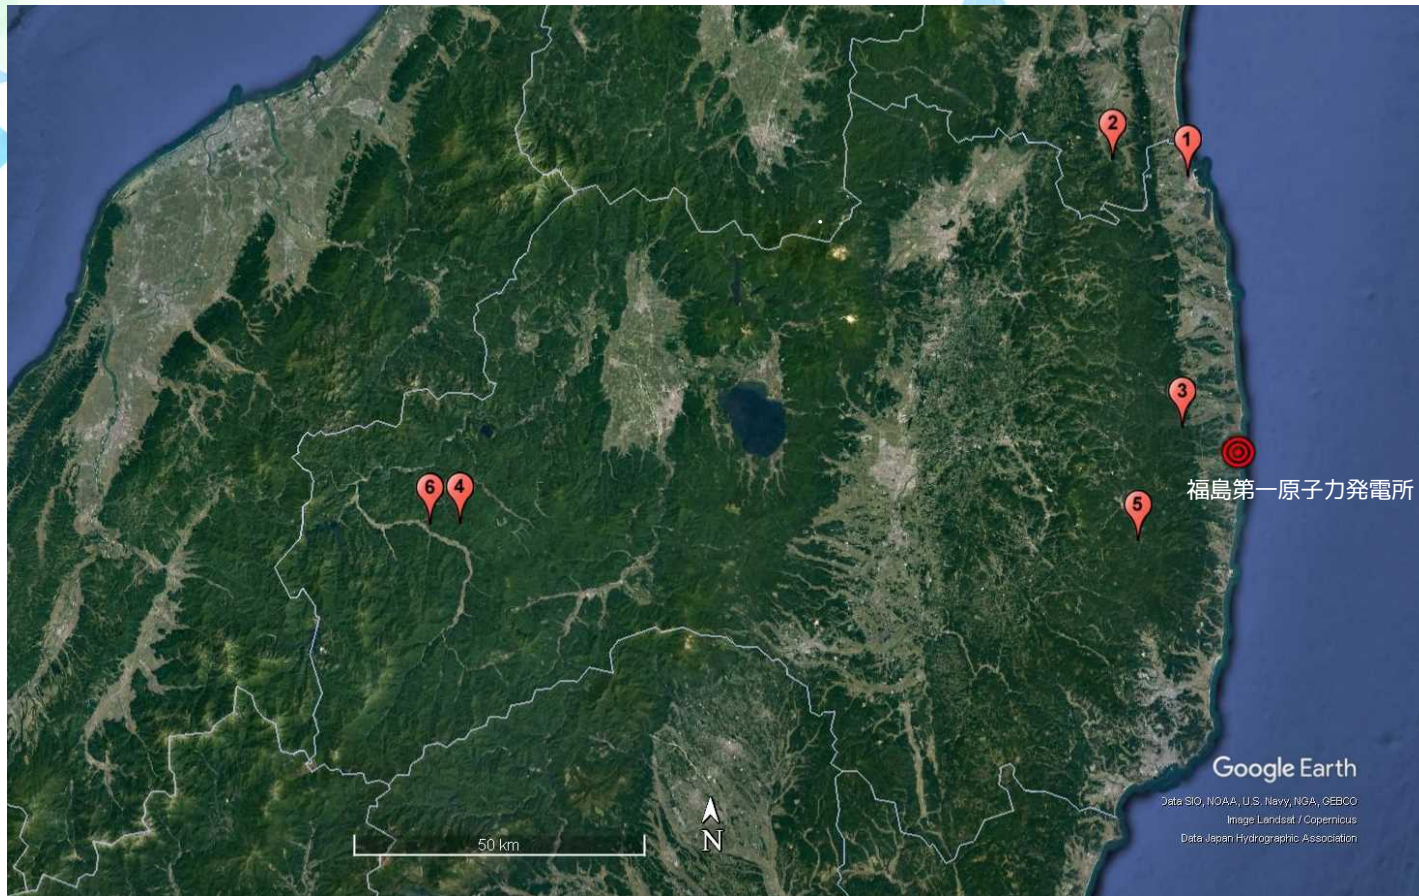 2
1
3
福島第一原子力発電所
6
4
5
Google Earth
Data SIO, NOAA, U.S. Navy, NGA, GEBCO
Image Landsat / Copernicus
Data Japan Hydrographic Association
50 km
N